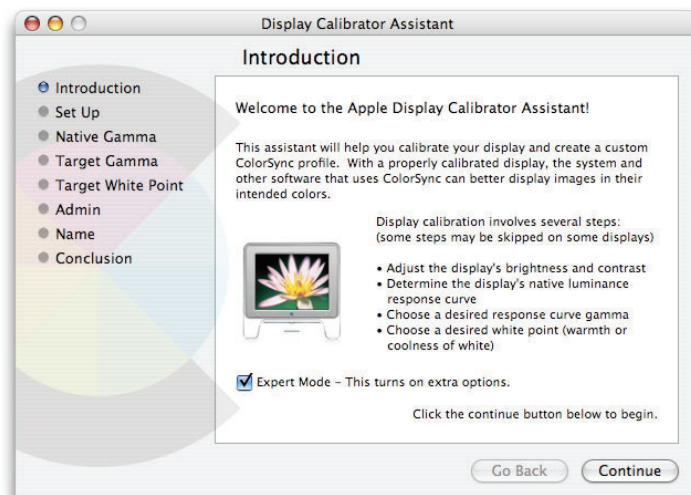 Display Calibrator Assistant
Introduction
Introduction
Set Up
Native Gamma
Target Gamma
Target White Point
Admin
Name
Conclusion
Welcome to the Apple Display Calibrator Assistant!
This assistant will help you calibrate your display and create a custom
ColorSync profile. With a properly calibrated display, the system and
other software that uses ColorSync can better display images in their
intended colors.
Display calibration involves several steps:
(some steps may be skipped on some displays)
• Adjust the display's brightness and contrast
• Determine the display's native luminance
response curve
• Choose a desired response curve gamma
• Choose a desired white point (warmth or
coolness of white)
Expert Mode – This turns on extra options.
Click the continue button below to begin.
Go Back
Continue